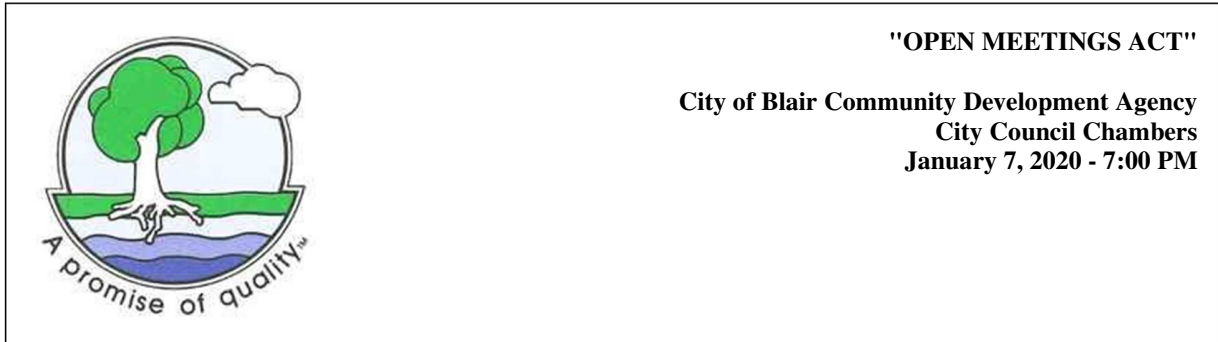 "OPEN MEETINGS ACT"
City of Blair Community Development Agency
City Council Chambers
January 7, 2020 - 7:00 PM
A promise of quality™